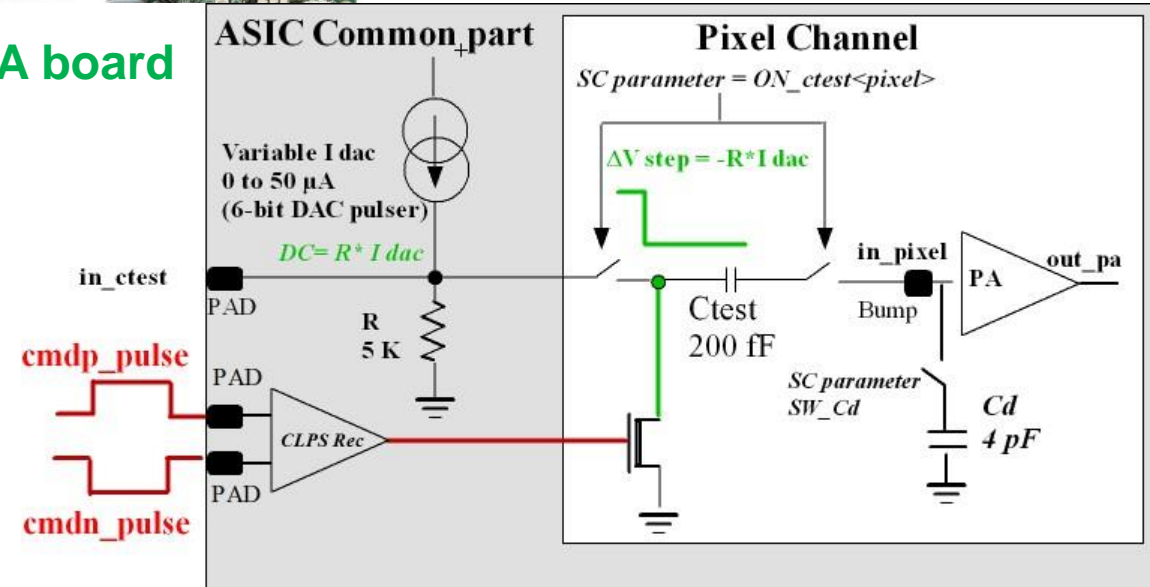 A board
ASIC Common part
+
Variable I dac
0 to 50 µA
(6-bit DAC pulser)
DC= R* I dac
in_ctest
PAD
R
5 K
cmdp_pulse
PAD
CLPS Rec
PAD
cmdn_pulse
Pixel Channel
SC parameter = ON_ctest<pixel>
ΔV step = -R*I dac
Ctest
200 fF
in_pixel
Bump
PA
out_pa
SC parameter
SW_Cd
Cd
4 pF